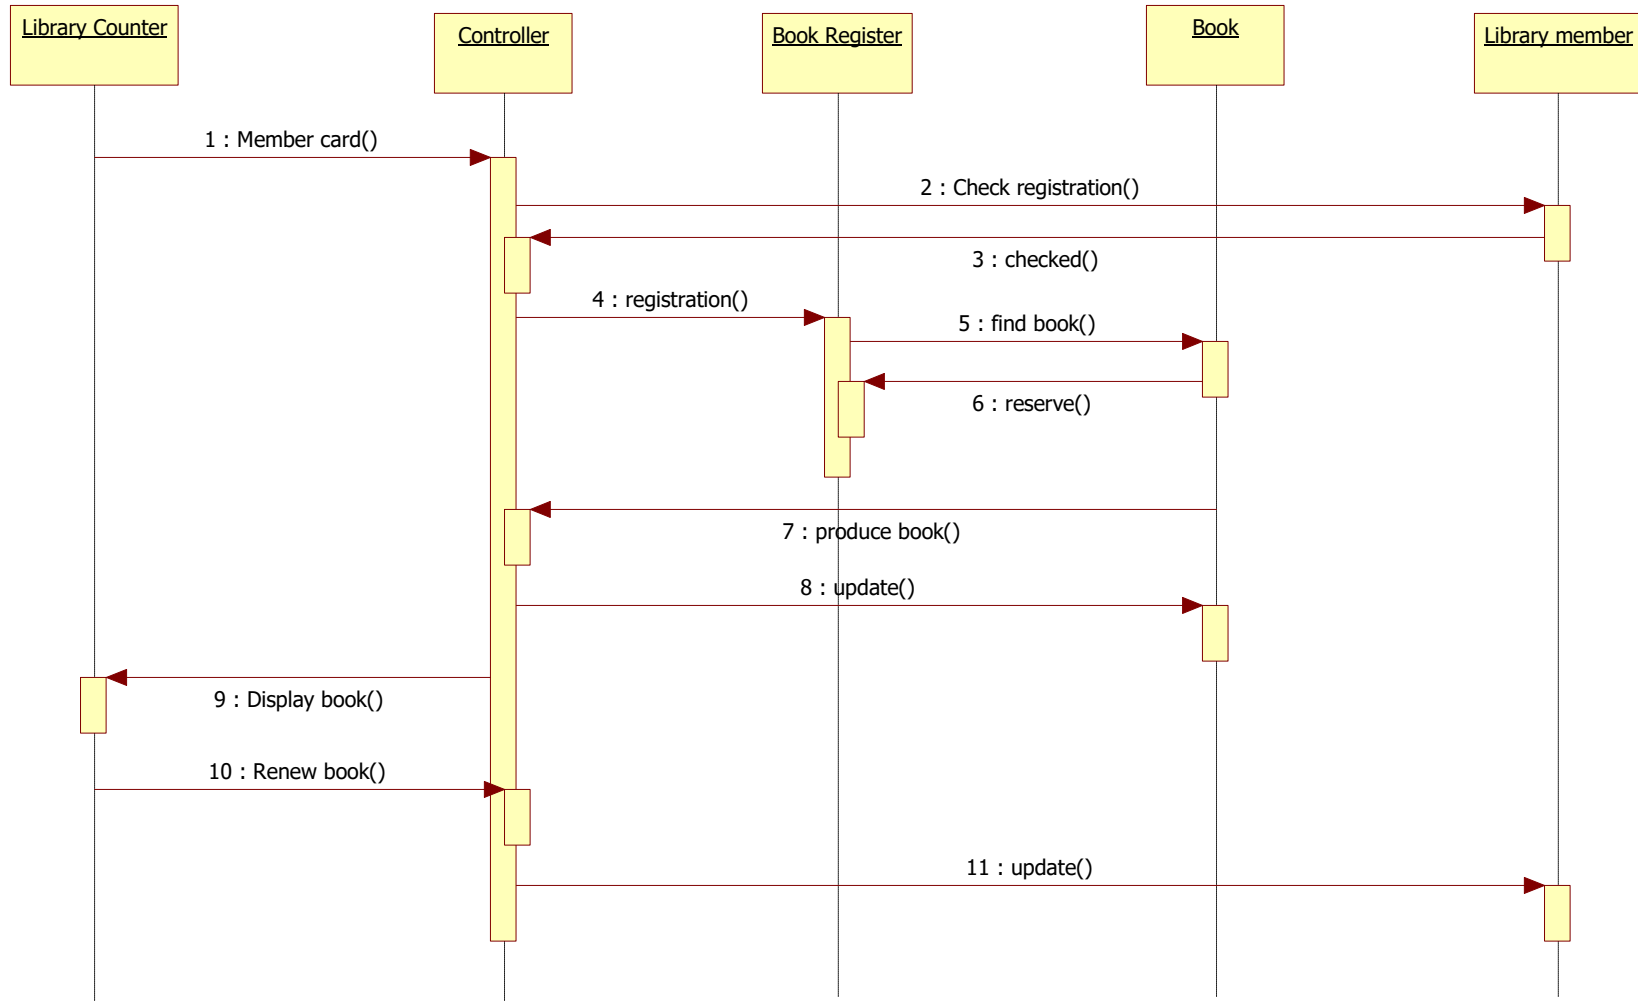 Library Counter
Controller
Book Register
Book
Library member
1 : Member card()
2 : Check registration()
3 : checked()
4 : registration()
5 : find book()
6 : reserve()
7 : produce book()
8 : update()
9 : Display book()
10 : Renew book()
11 : update()